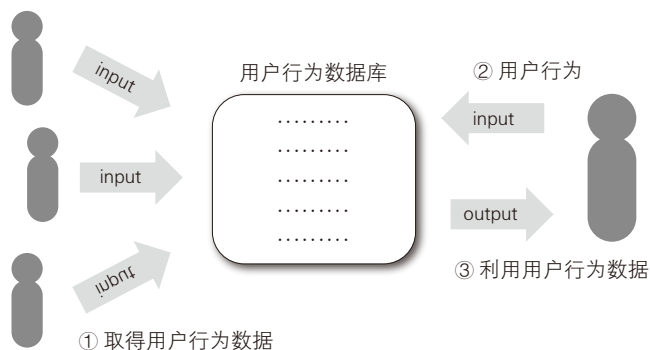 input
用户行为数据库
② 用户行为
.........
input
.........
input
.........
output
.........
.........
input
③ 利用用户行为数据
① 取得用户行为数据